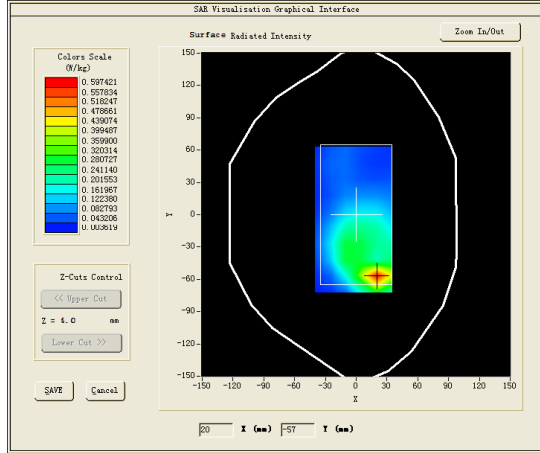 SAR Visualisation Graphical Interface
Surface Radiated Intensity
Zoom In/Out
Colors Scale
(W/kg)
0.597421
0.557834
0.518247
0.478661
0.439074
0.399487
0.359900
0.320314
0.280727
0.241140
0.201553
0.161967
0.122380
0.082793
0.043206
0.003619
150
120
90
60
30
0
-30
-60
-90
-120
-150
Y
-150 -120 -90 -60 -30 0 30 60 90 120 150
X
Z-Cuts Control
<< Upper Cut
Z = 4.0 mm
Lower Cut >>
SAVE Cancel
20 X (mm) -57 Y (mm)